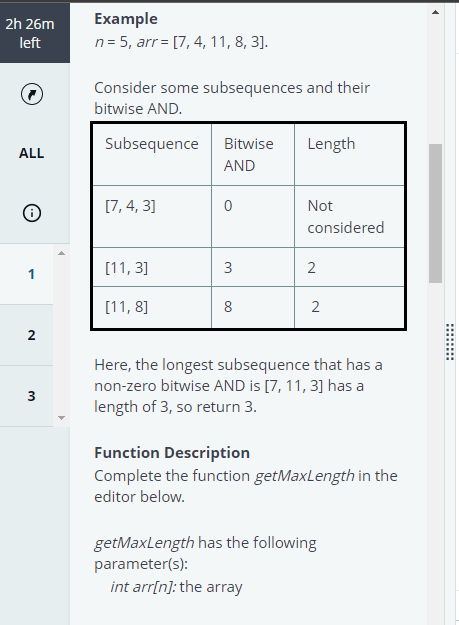 2h 26m
left
ALL
1
2
3
Example
n = 5, arr = [7, 4, 11, 8, 3].
Consider some subsequences and their
bitwise AND.
Subsequence Bitwise AND Length
[7, 4, 3] 0 Not considered
[11, 3] 3 2
[11, 8] 8 2
Here, the longest subsequence that has a
non-zero bitwise AND is [7, 11, 3] has a
length of 3, so return 3.
Function Description
Complete the function getMaxLength in the
editor below.
getMaxLength has the following
parameter(s):
int arr[n]: the array